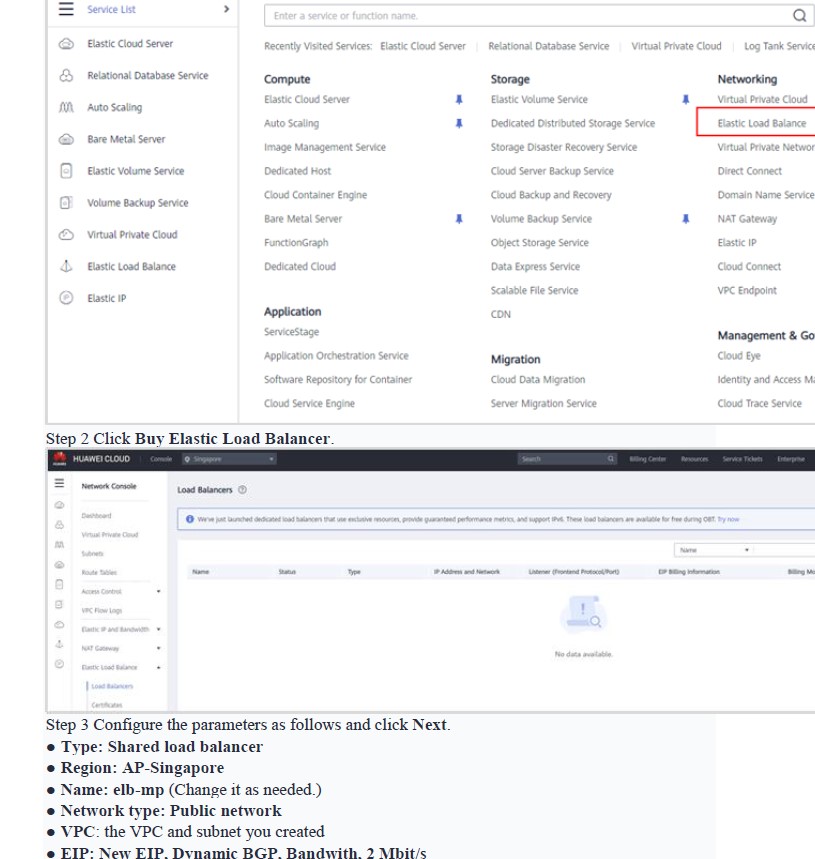 Service List
Elastic Cloud Server
Relational Database Service
Auto Scaling
Bare Metal Server
Elastic Volume Service
Volume Backup Service
Virtual Private Cloud
Elastic Load Balance
Elastic IP
Enter a service or function name.
Recently Visited Services: Elastic Cloud Server | Relational Database Service | Virtual Private Cloud | Log Tank Service
Compute
Elastic Cloud Server
Auto Scaling
Image Management Service
Dedicated Host
Cloud Container Engine
Bare Metal Server
FunctionGraph
Dedicated Cloud
Application
ServiceStage
Application Orchestration Service
Software Repository for Container
Cloud Service Engine
Storage
Elastic Volume Service
Dedicated Distributed Storage Service
Storage Disaster Recovery Service
Cloud Server Backup Service
Cloud Backup and Recovery
Volume Backup Service
Object Storage Service
Data Express Service
Scalable File Service
CDN
Migration
Cloud Data Migration
Server Migration Service
Networking
Virtual Private Cloud
Elastic Load Balance
Virtual Private Networ
Direct Connect
Domain Name Service
NAT Gateway
Elastic IP
Cloud Connect
VPC Endpoint
Management & Go
Cloud Eye
Identity and Access Ma
Cloud Trace Service
Step 2 Click Buy Elastic Load Balancer.
HUAWEI
HUAWEI CLOUD Console Singapore Search Billing Center Resources Service Tickets Enterprise
Network Console
Dashboard
Virtual Private Cloud
Subnets
Route Tables
Access Control
VPC Flow Logs
Elastic IP and Bandwidth
NAT Gateway
Elastic Load Balance
Load Balancers
Certificates
Load Balancers
We've just launched dedicated load balancers that use exclusive resources, provide guaranteed performance metrics, and support IPv6. These load balancers are available for free during OBT. Try now
Name
Name Status Type IP Address and Network Listener (Frontend Protocol/Port) EIP Billing Information Billing Mo
No data available.
Step 3 Configure the parameters as follows and click Next.
● Type: Shared load balancer
● Region: AP-Singapore
● Name: elb-mp (Change it as needed.)
● Network type: Public network
● VPC: the VPC and subnet you created
● EIP: New EIP, Dynamic BGP, Bandwith, 2 Mbit/s